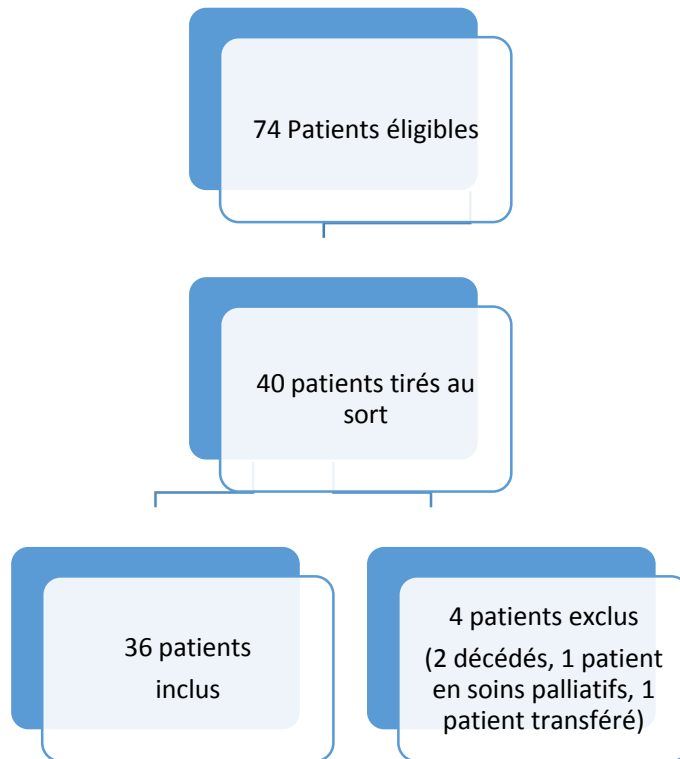 74 Patients éligibles
40 patients tirés au
sort
36 patients
inclus
4 patients exclus
(2 décédés, 1 patient
en soins palliatifs, 1
patient transféré)